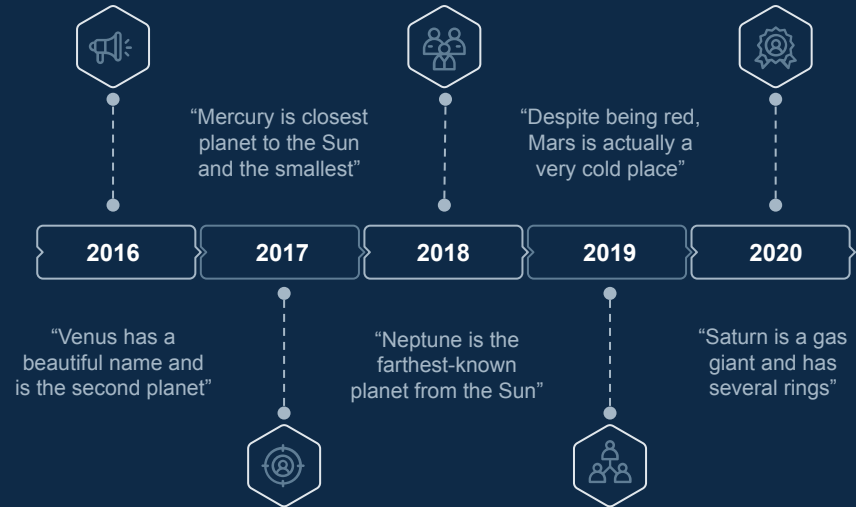 “Mercury is closest
planet to the Sun
and the smallest”
“Despite being red,
Mars is actually a
very cold place”
2016
2017
2018
2019
2020
“Venus has a
beautiful name and
is the second planet”
“Neptune is the
farthest-known
planet from the Sun”
“Saturn is a gas
giant and has
several rings”